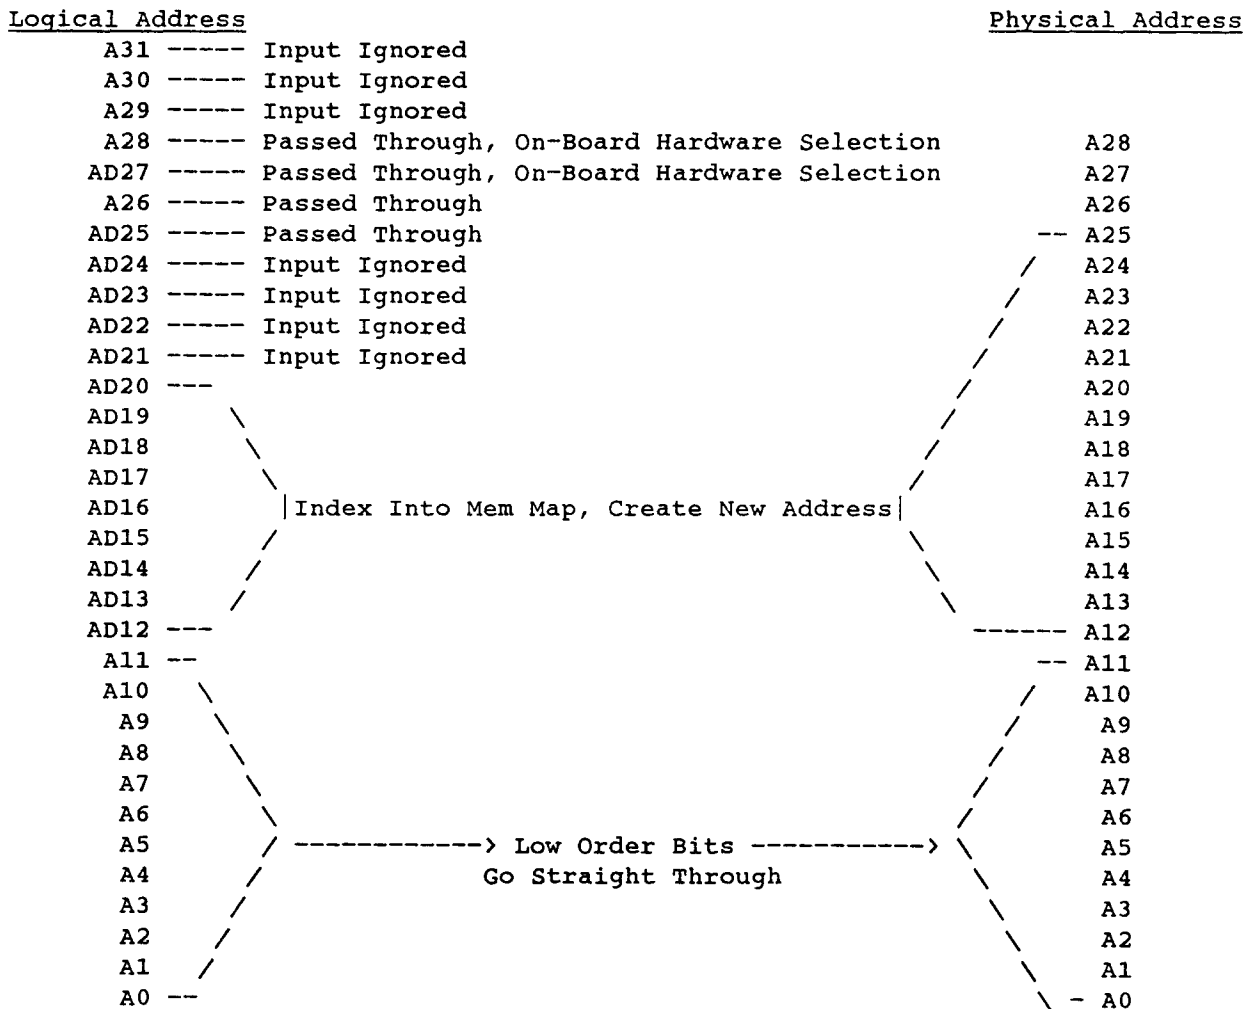 Logical Address Physical Address
A31 ----- Input Ignored
A30 ----- Input Ignored
A29 ----- Input Ignored
A28 ----- Passed Through, On-Board Hardware Selection A28
AD27 ----- Passed Through, On-Board Hardware Selection A27
A26 ----- Passed Through A26
AD25 ----- Passed Through -- A25
AD24 ----- Input Ignored / A24
AD23 ----- Input Ignored / A23
AD22 ----- Input Ignored / A22
AD21 ----- Input Ignored / A21
AD20 --- / A20
AD19 \ / A19
AD18 \ / A18
AD17 \ / A17
AD16 |Index Into Mem Map, Create New Address| A16
AD15 / \ A15
AD14 / \ A14
AD13 / \ A13
AD12 --- ------ A12
A11 -- -- A11
A10 \ / A10
A9 \ / A9
A8 \ / A8
A7 \ / A7
A6 \ / A6
A5 / ------------> Low Order Bits -----------> \ A5
A4 / Go Straight Through \ A4
A3 / \ A3
A2 / \ A2
A1 / \ A1
A0 -- \ - A0